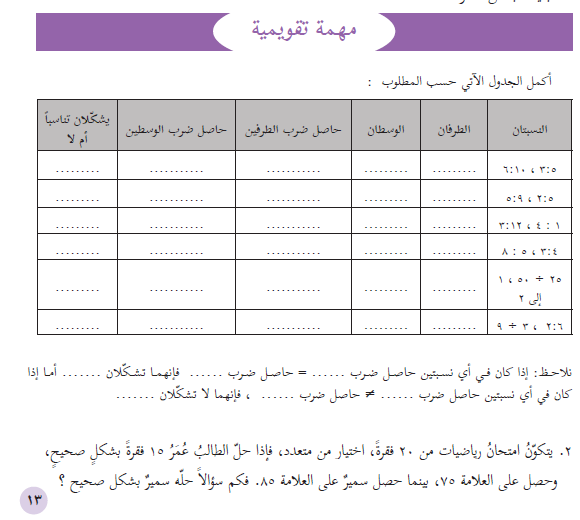 مهمة تقويمية
أكمل الجدول الآتي حسب المطلوب :
النسبتان الطرفان الوسطان حاصل ضرب الطرفين حاصل ضرب الوسطين يشكّلان تناسباً أم لا
٣:٥ ، ٦:١٠ ......... ......... ........... ........... .........
٢:٥ ، ٥:٩ ......... ......... ........... ........... .........
١ : ٤ ، ٣:١٢ ......... ......... ........... ........... .........
٣:٤ ، ٥ : ٨ ......... ......... ........... ........... .........
٢٥ ÷ ٥٠ ، ١
إلى ٢ ......... ......... ........... ........... .........
٢:٦ ، ٣ ÷ ٩ ......... ......... ........... ........... .........
نلاحظ: إذا كان في أي نسبتين حاصل ضرب ...... = حاصل ضرب ...... فإنهما تشكّلان ....... أما إذا
كان في أي نسبتين حاصل ضرب ...... ≠ حاصل ضرب ...... ، فإنهما لا تشكّلان .......
٢. يتكوّنُ امتحانُ رياضيات من ٢٠ فقرةً، اختيار من متعدد، فإذا حلّ الطالبُ عُمَرُ ١٥ فقرةً بشكلٍ صحيحٍ،
وحصل على العلامة ٧٥، بينما حصل سميرٌ على العلامة ٨٥. فكم سؤالاً حلّه سميرٌ بشكل صحيح ؟
١٣